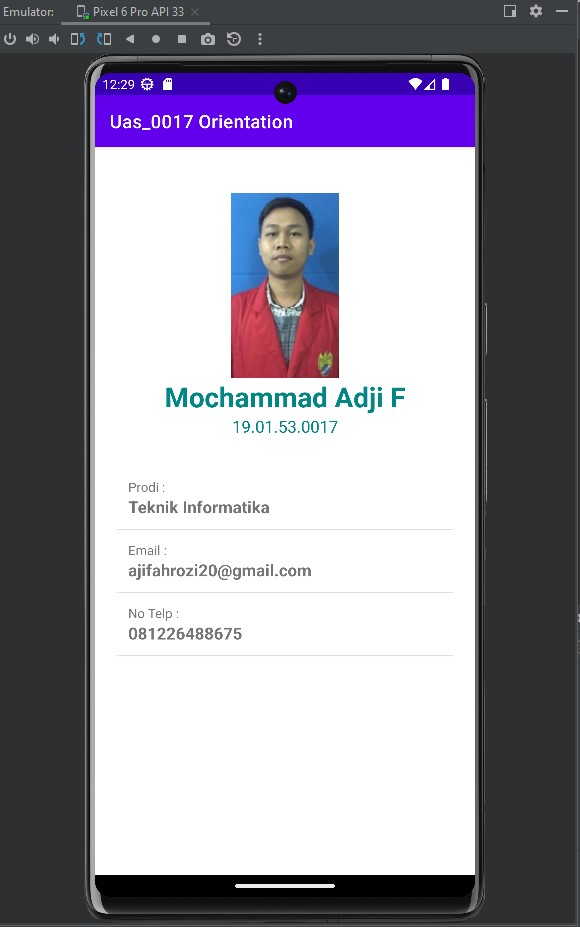 Emulator: Pixel 6 Pro API 33
12:29
Uas_0017 Orientation
Mochammad Adji F
19.01.53.0017
Prodi :
Teknik Informatika
Email :
ajifahrozi20@gmail.com
No Telp :
081226488675